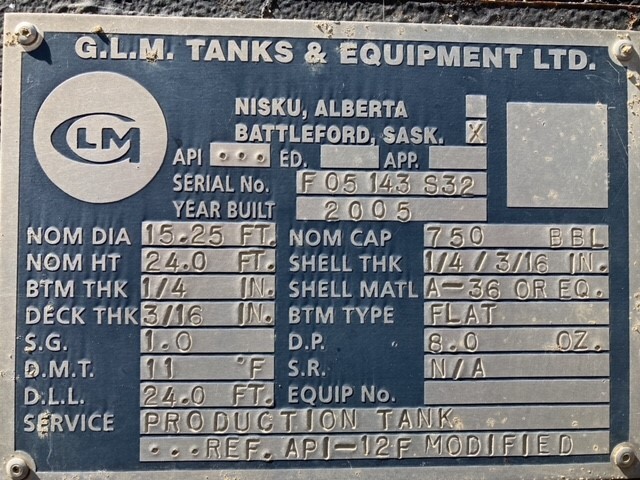 G.L.M. TANKS & EQUIPMENT LTD.
GLM
NISKU, ALBERTA
BATTLEFORD, SASK. X
API ... ED. APP.
SERIAL No. F 05 143 S32
YEAR BUILT 2005
NOM DIA 15.25 FT. NOM CAP 750 BBL
NOM HT 24.0 FT. SHELL THK 1/4 / 3/16 IN.
BTM THK 1/4 IN. SHELL MATL A-36 OR EQ.
DECK THK 3/16 IN. BTM TYPE FLAT
S.G. 1.0 D.P. 8.0 OZ.
D.M.T. 11 °F S.R. N/A
D.L.L. 24.0 FT. EQUIP No.
SERVICE PRODUCTION TANK
...REF. API-12F MODIFIED